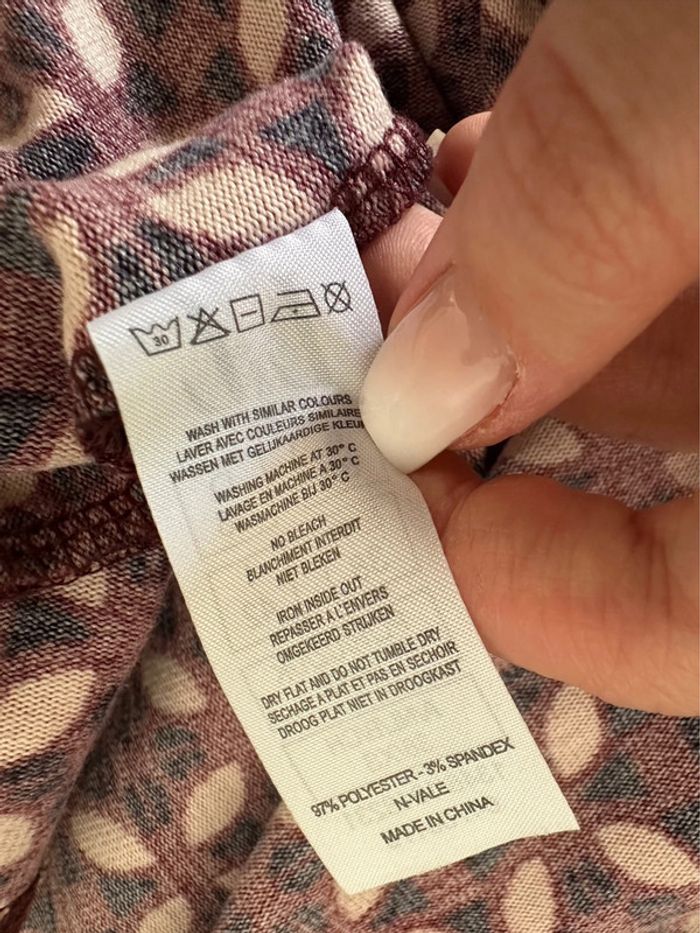 30
WASH WITH SIMILAR COLOURS
LAVER AVEC COULEURS SIMILAIRE
WASSEN MET GELIJKAARDIGE KLEU
WASHING MACHINE AT 30° C
LAVAGE EN MACHINE A 30° C
WASMACHINE BIJ 30° C
NO BLEACH
BLANCHIMENT INTERDIT
NIET BLEKEN
IRON INSIDE OUT
REPASSER A L'ENVERS
OMGEKEERD STRIJKEN
DRY FLAT AND DO NOT TUMBLE DRY
SECHAGE A PLAT ET PAS EN SECHOIR
DROOG PLAT NIET IN DROOGKAST
97% POLYESTER - 3% SPANDEX
N-VALE
MADE IN CHINA